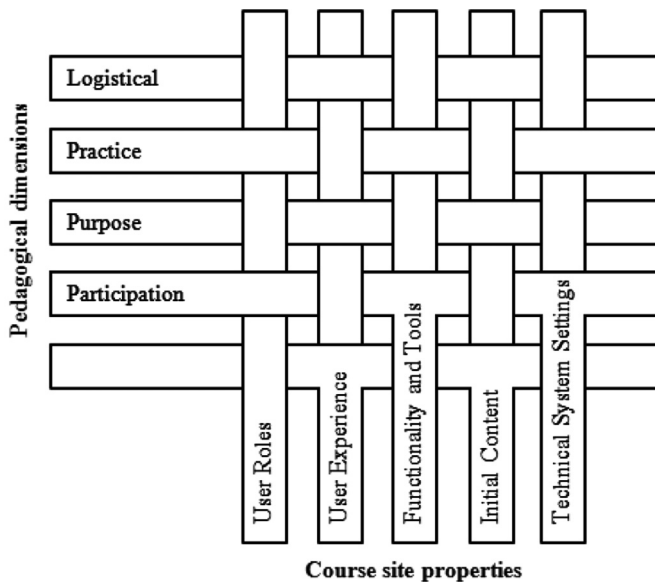 Logistical
Practice
Purpose
Participation
Pedagogical dimensions
User Roles
User Experience
Functionality and Tools
Initial Content
Technical System Settings
Course site properties